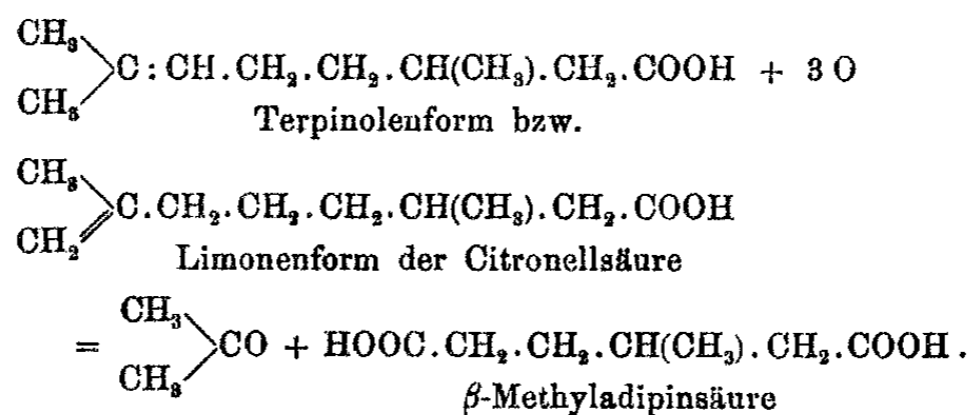 CH₃
C : CH . CH₂ . CH₂ . CH(CH₃) . CH₂ . COOH + 3 O
CH₃
Terpinolenform bzw.
CH₃
C . CH₂ . CH₂ . CH₂ . CH(CH₃) . CH₂ . COOH
CH₂
Limonenform der Citronellsäure
CH₃
= CO + HOOC . CH₂ . CH₂ . CH(CH₃) . CH₂ . COOH .
CH₃
β-Methyladipinsäure